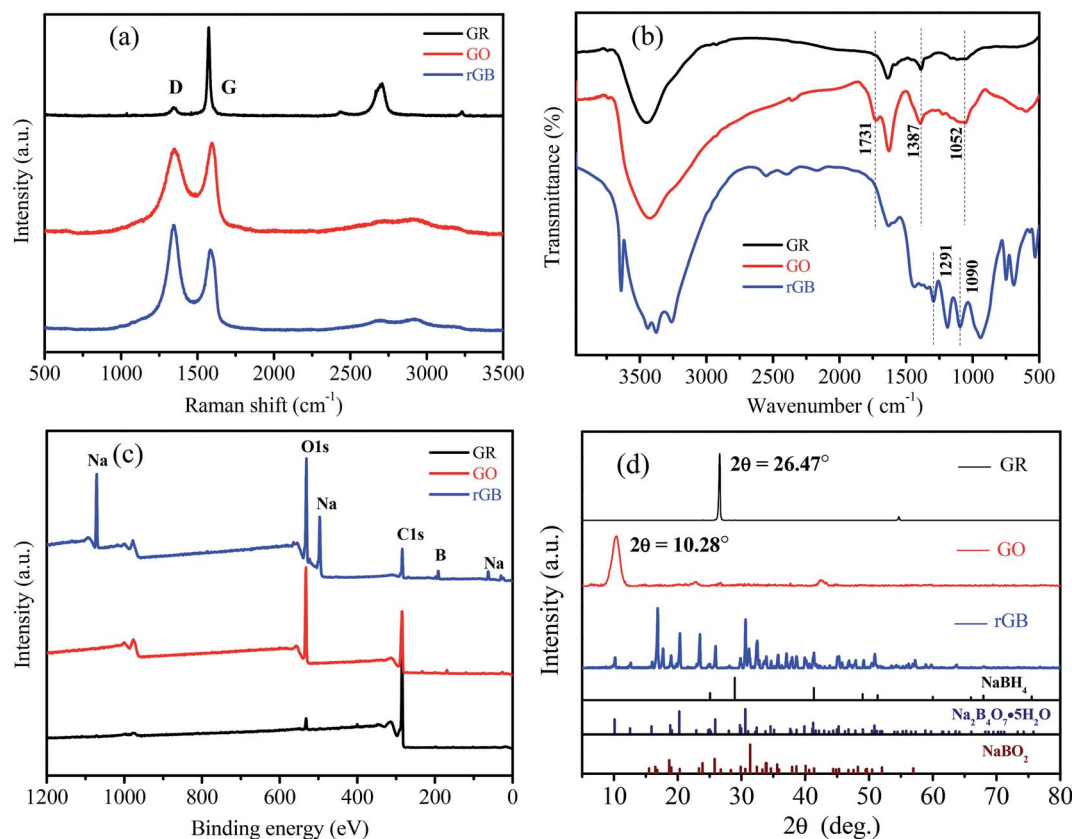 (a)
GR
GO
rGB
D
G
Intensity (a.u.)
500 1000 1500 2000 2500 3000 3500
Raman shift (cm-1)
(b)
1731
1387
1052
GR
GO
rGB
1291
1090
Transmittance (%)
3500 3000 2500 2000 1500 1000 500
Wavenumber ( cm-1)
(c)
GR
GO
rGB
Na
O1s
Na
C1s
B
Na
Intensity (a.u.)
1200 1000 800 600 400 200 0
Binding energy (eV)
(d)
2θ = 26.47°
GR
2θ = 10.28°
GO
rGB
NaBH4
Na2B4O7•5H2O
NaBO2
Intensity (a.u.)
10 20 30 40 50 60 70 80
2θ (deg.)